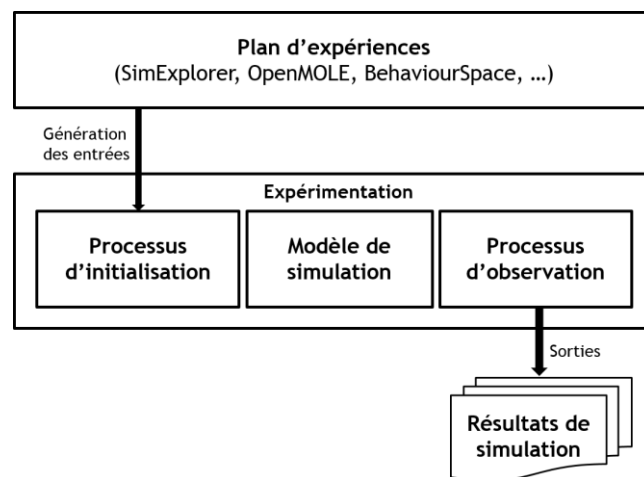 Plan d'expériences
(SimExplorer, OpenMOLE, BehaviourSpace, ...)
Génération
des entrées
Expérimentation
Processus
d'initialisation
Modèle de
simulation
Processus
d'observation
Sorties
Résultats de
simulation